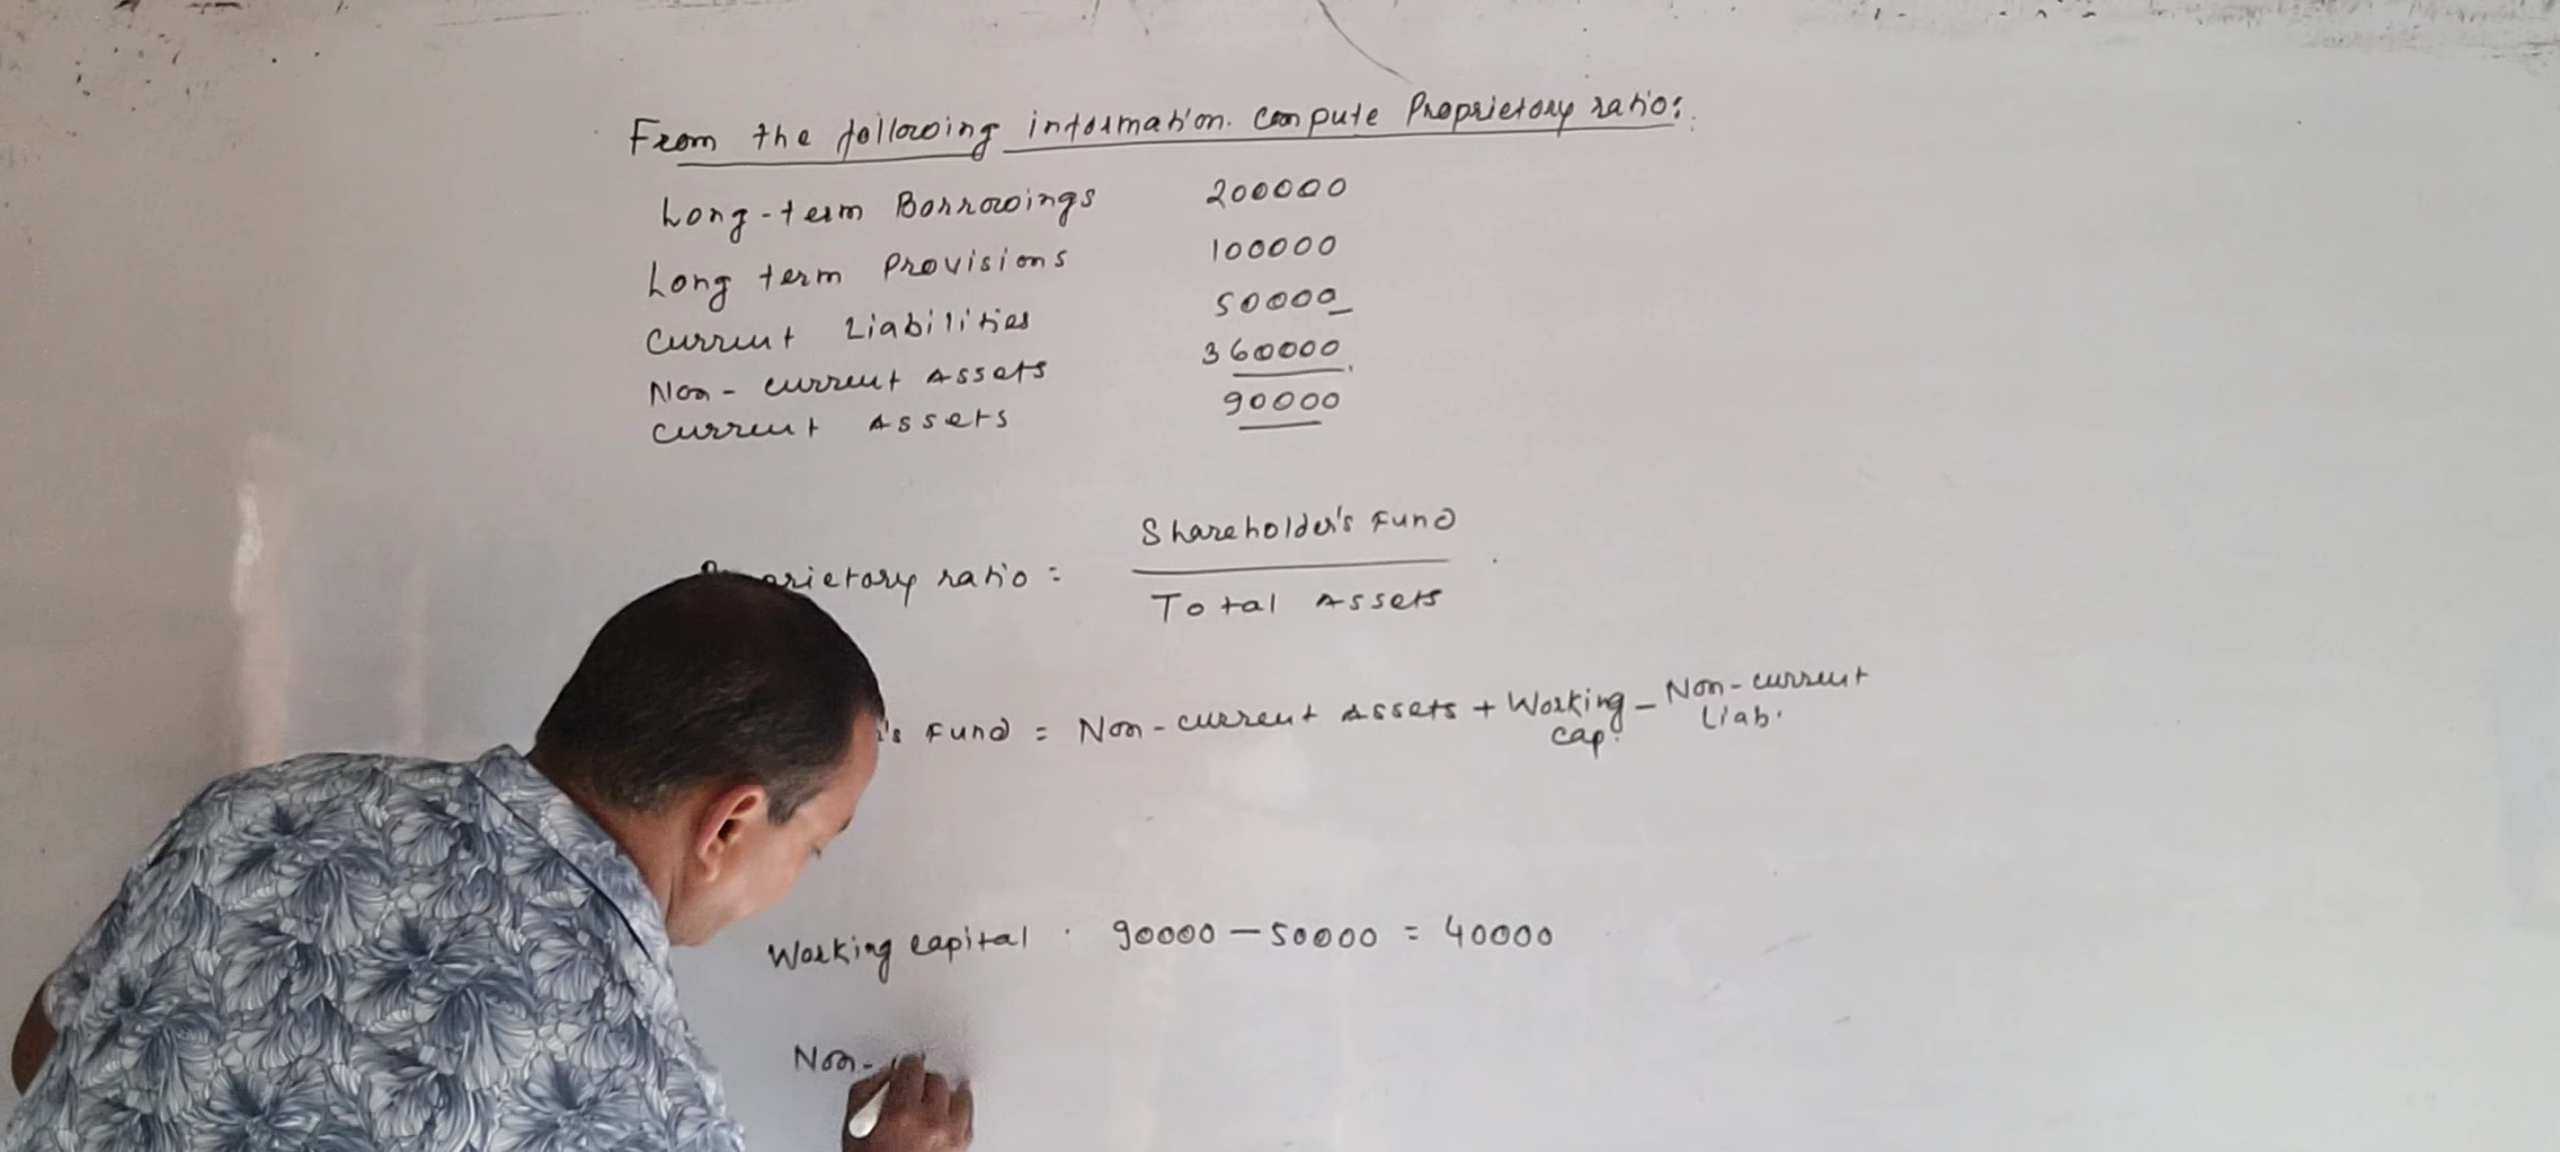 From the following information. compute Proprietory ratio:
Long-term Borrowings 200000
Long term Provisions 100000
Current Liabilities 50000
Non-current Assets 360000
Current Assets 90000
ratio = Shareholder's Fund
Total Assets
Fund = Non-current Assets + Working cap. - Non-current Liab.
Working capital . 90000 - 50000 = 40000
Non-